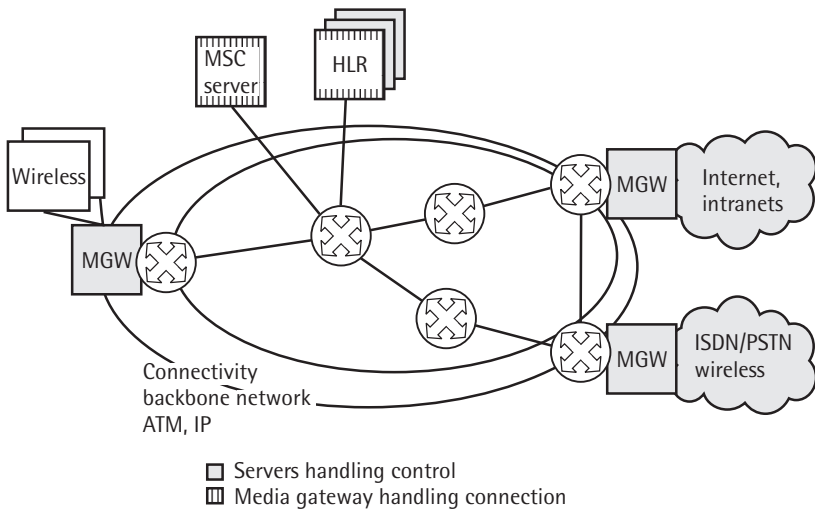 MSC
server
HLR
Wireless
MGW
MGW
Internet,
intranets
MGW
ISDN/PSTN
wireless
Connectivity
backbone network
ATM, IP
Servers handling control
Media gateway handling connection